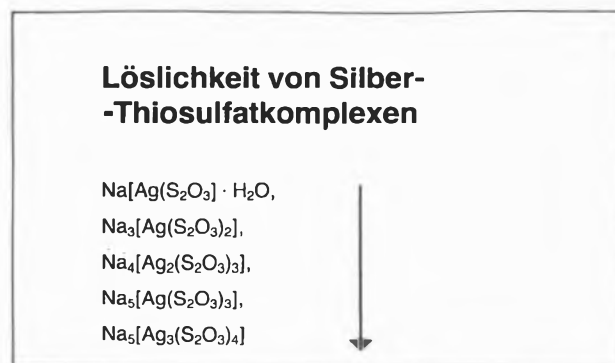 Löslichkeit von Silber-
-Thiosulfatkomplexen
Na[Ag(S₂O₃] · H₂O,
Na₃[Ag(S₂O₃)₂],
Na₄[Ag₂(S₂O₃)₃],
Na₅[Ag(S₂O₃)₃],
Na₅[Ag₃(S₂O₃)₄]